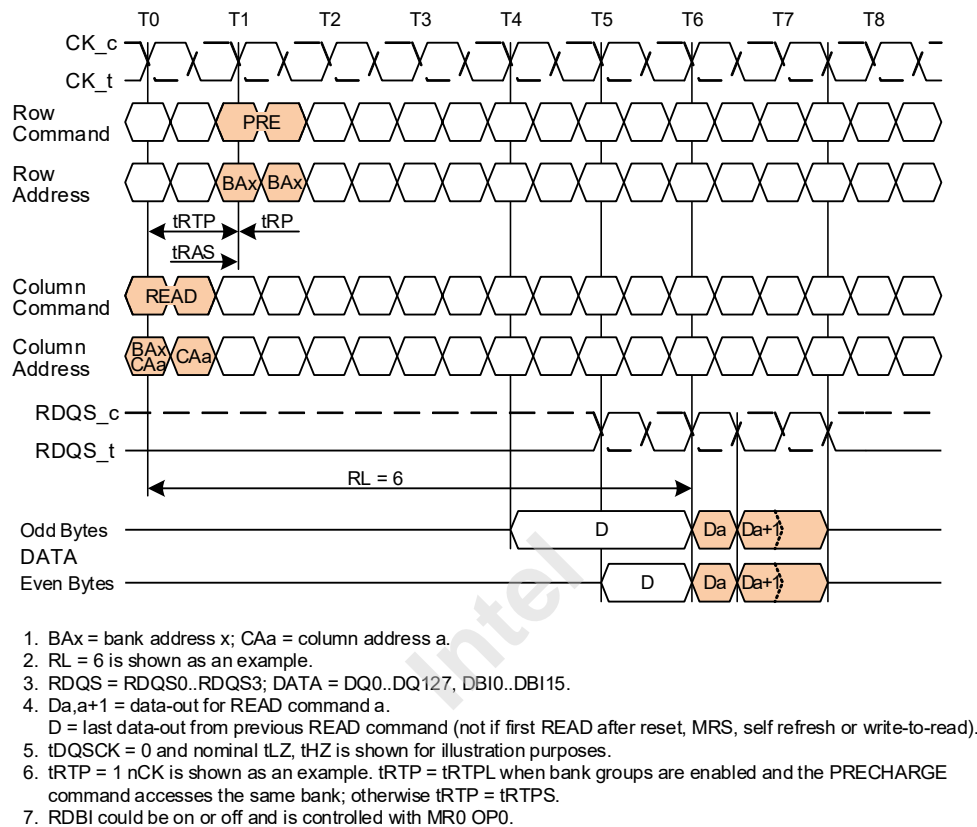 T0 T1 T2 T3 T4 T5 T6 T7 T8
CK_c
CK_t
Row
Command
PRE
Row
Address
BAx BAx
tRTP tRP
tRAS
Column
Command
READ
Column
Address
BAx
CAa
CAa
RDQS_c
RDQS_t
RL = 6
Odd Bytes
D Da Da+1
DATA
Even Bytes
D Da Da+1
Intel
1. BAx = bank address x; CAa = column address a.
2. RL = 6 is shown as an example.
3. RDQS = RDQS0..RDQS3; DATA = DQ0..DQ127, DBI0..DBI15.
4. Da,a+1 = data-out for READ command a.
D = last data-out from previous READ command (not if first READ after reset, MRS, self refresh or write-to-read).
5. tDQSCK = 0 and nominal tLZ, tHZ is shown for illustration purposes.
6. tRTP = 1 nCK is shown as an example. tRTP = tRTPL when bank groups are enabled and the PRECHARGE
command accesses the same bank; otherwise tRTP = tRTPS.
7. RDBI could be on or off and is controlled with MR0 OP0.